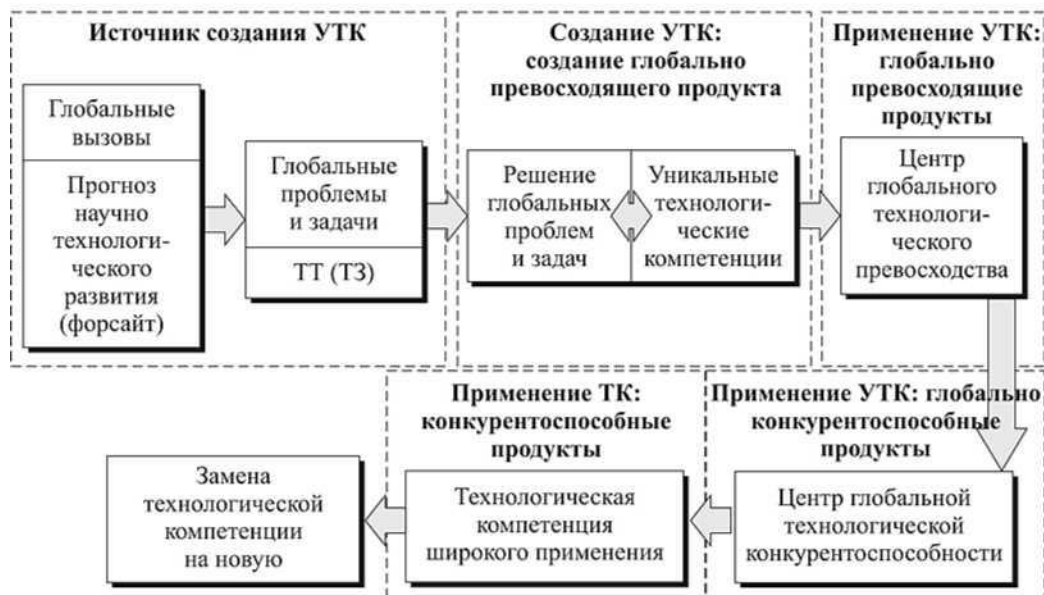 Источник создания УТК
Глобальные
вызовы
Прогноз
научно
технологи-
ческого
развития
(форсайт)
Глобальные
проблемы
и задачи
ТТ (ТЗ)
Создание УТК:
создание глобально
превосходящего продукта
Решение
глобальных
проблем
и задач
Уникальные
технологи-
ческие
компетенции
Применение УТК:
глобально
превосходящие
продукты
Центр
глобального
технологи-
ческого
превосходства
Применение УТК: глобально
конкурентоспособные
продукты
Центр глобальной
технологической
конкурентоспособности
Применение ТК:
конкурентоспособные
продукты
Технологическая
компетенция
широкого применения
Замена
технологической
компетенции
на новую